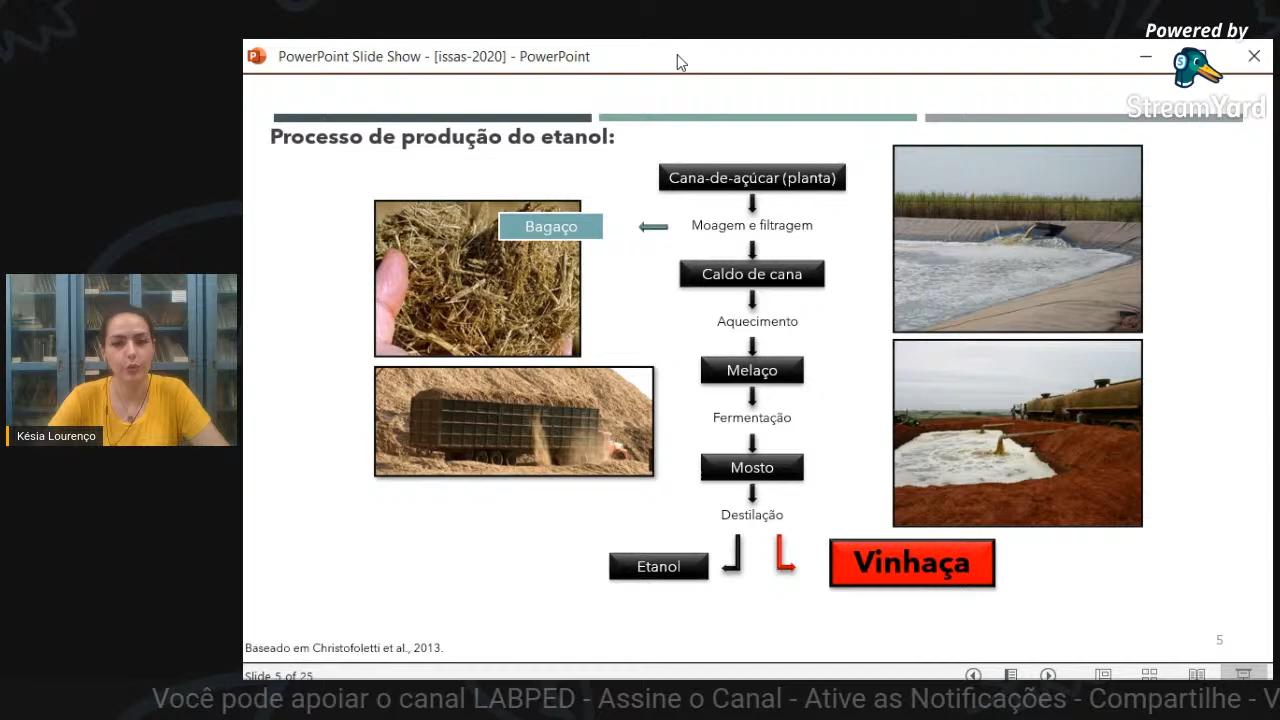 Powered by
StreamYard
PowerPoint Slide Show - [issas-2020] - PowerPoint
Processo de produção do etanol:
Cana-de-açúcar (planta)
Bagaço
Moagem e filtragem
Caldo de cana
Aquecimento
Melaço
Fermentação
Mosto
Destilação
Etanol
Vinhaça
Késia Lourenço
Baseado em Christofoletti et al., 2013.
5
Slide 5 of 25
Você pode apoiar o canal LABPED - Assine o Canal - Ative as Notificações - Compartilhe - V